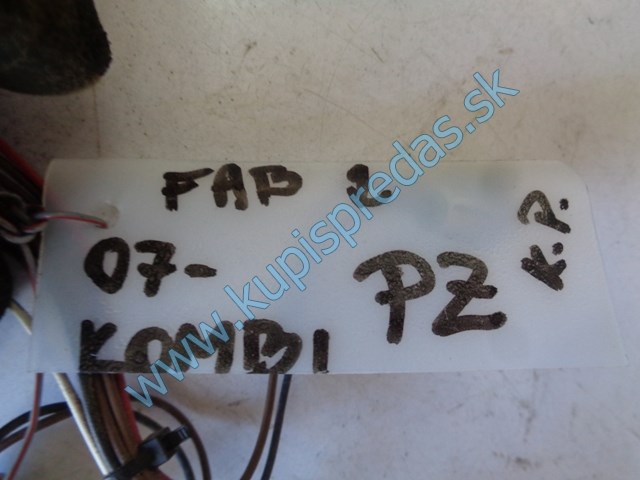 FAB 2
07-
PZ
KOMBI
K.P.
www.kupispredas.sk